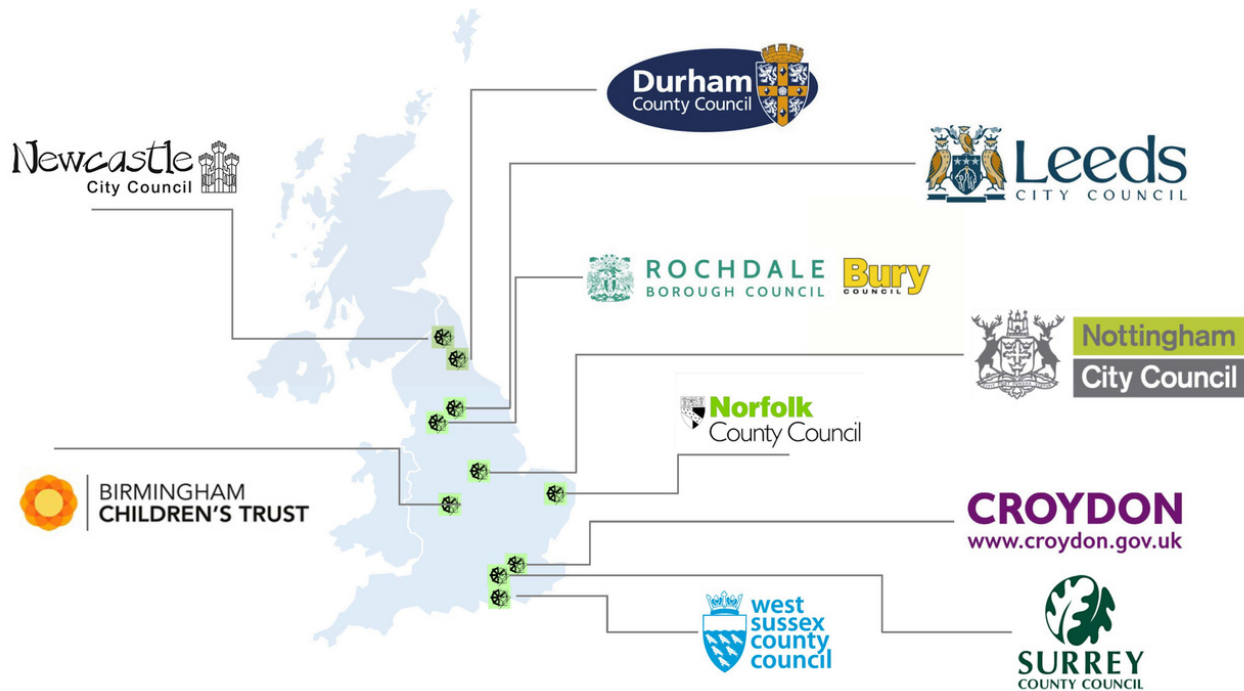 Durham
County Council
Newcastle
City Council
Leeds
CITY COUNCIL
ROCHDALE
BOROUGH COUNCIL
Bury
COUNCIL
Nottingham
City Council
Norfolk
County Council
BIRMINGHAM
CHILDREN'S TRUST
CROYDON
www.croydon.gov.uk
west
sussex
county
council
SURREY
COUNTY COUNCIL